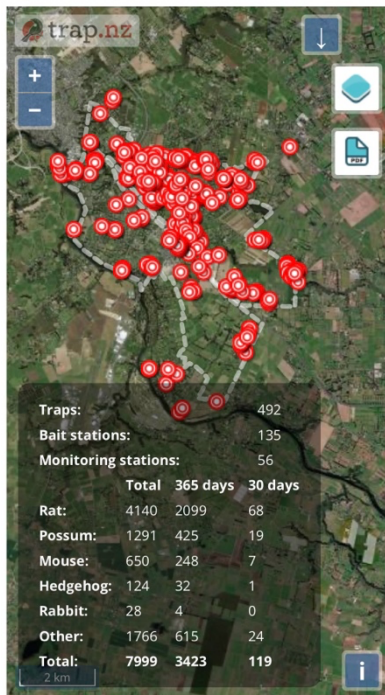 trap.nz
↓
+
−
PDF
Traps: 492
Bait stations: 135
Monitoring stations: 56
Total 365 days 30 days
Rat: 4140 2099 68
Possum: 1291 425 19
Mouse: 650 248 7
Hedgehog: 124 32 1
Rabbit: 28 4 0
Other: 1766 615 24
Total: 7999 3423 119
2 km
i